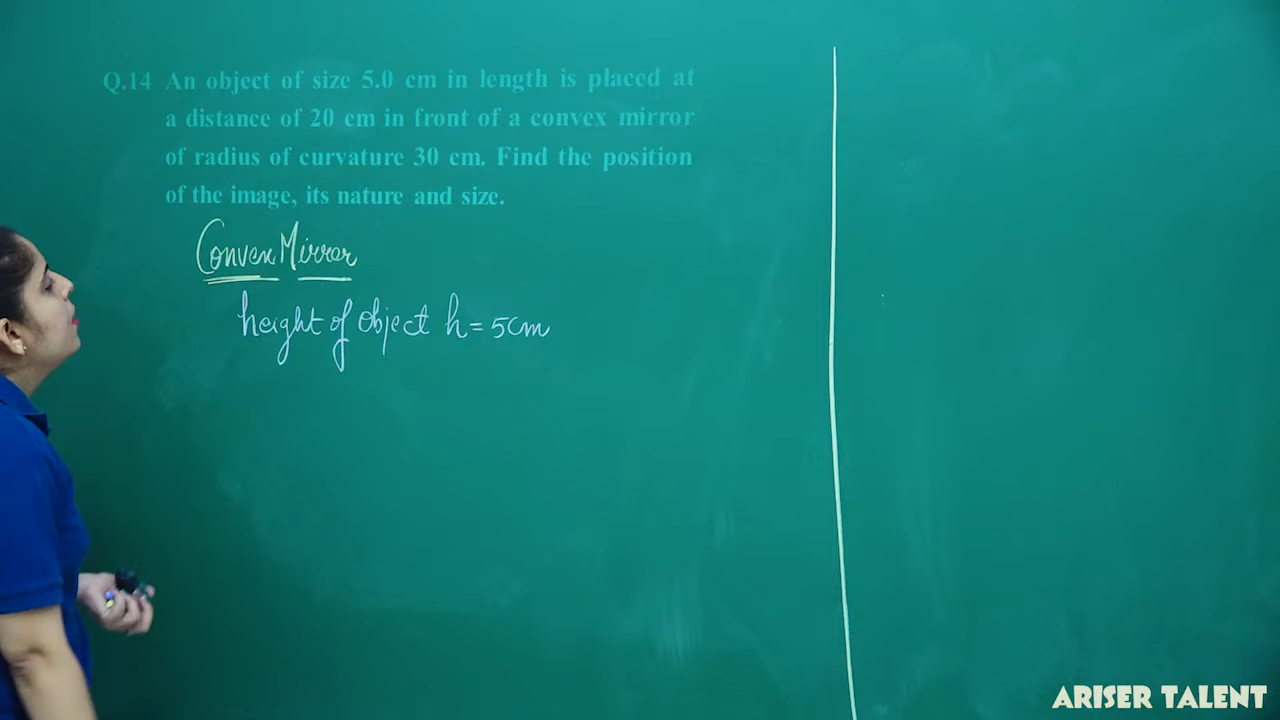 Q.14 An object of size 5.0 cm in length is placed at
a distance of 20 cm in front of a convex mirror
of radius of curvature 30 cm. Find the position
of the image, its nature and size.
Convex Mirror
height of object h = 5cm
ARISER TALENT